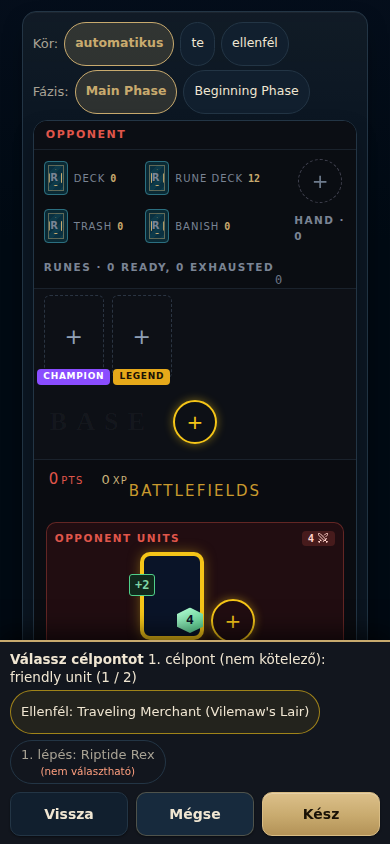 Kör: automatikus te ellenfél
Fázis: Main Phase Beginning Phase
OPPONENT
DECK 0 RUNE DECK 12
TRASH 0 BANISH 0
HAND ·
0
RUNES · 0 READY, 0 EXHAUSTED
0
CHAMPION LEGEND
BASE
0 PTS 0 XP BATTLEFIELDS
OPPONENT UNITS 4
+2
4
Válassz célpontot 1. célpont (nem kötelező):
friendly unit (1 / 2)
Ellenfél: Traveling Merchant (Vilemaw's Lair)
1. lépés: Riptide Rex
(nem választható)
Vissza Mégse Kész